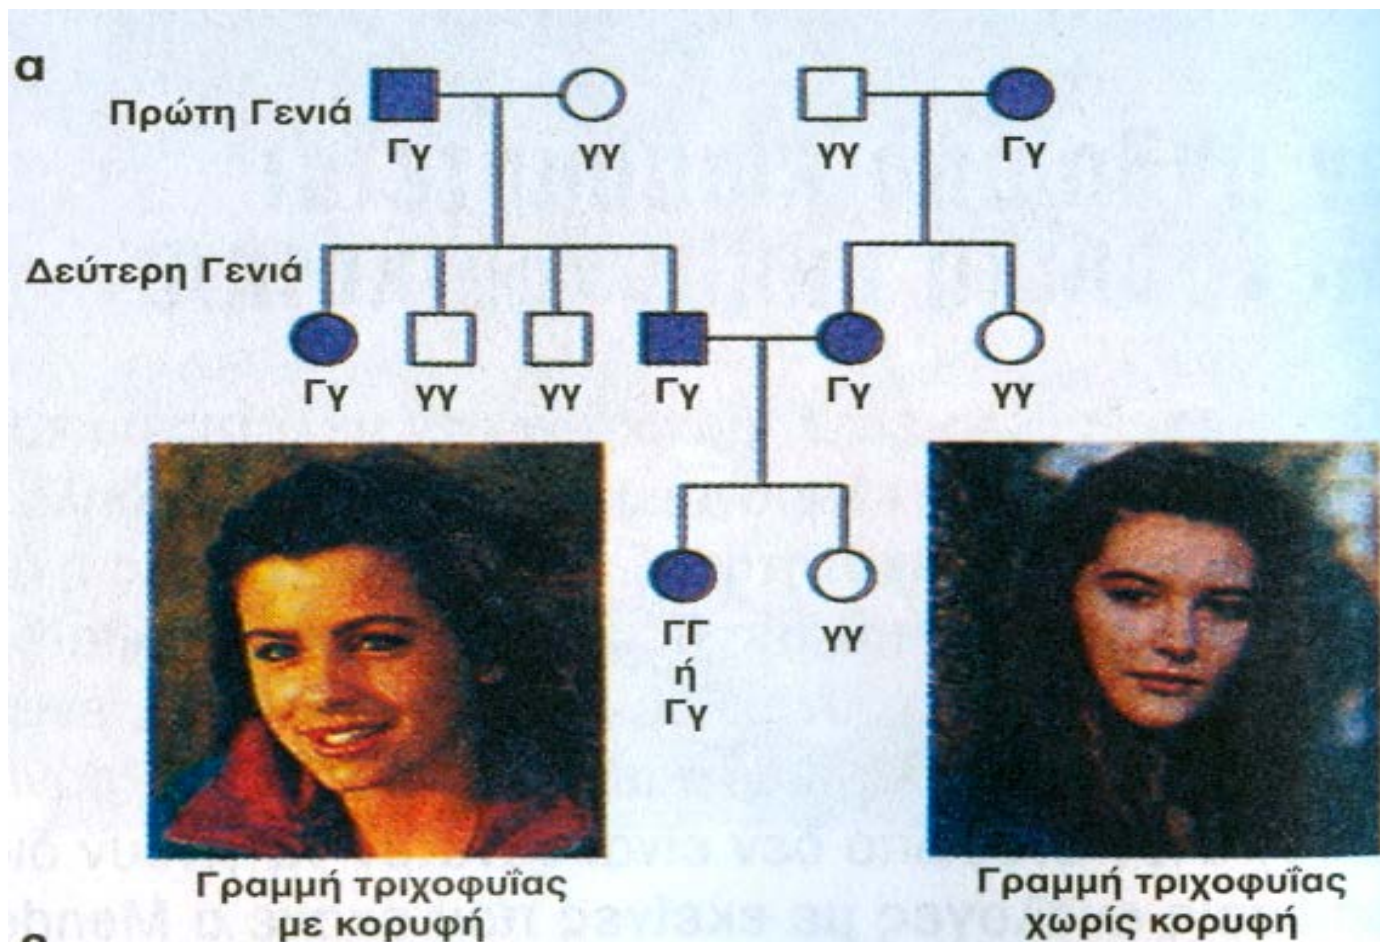 α
Πρώτη Γενιά
Γγ γγ γγ Γγ
Δεύτερη Γενιά
Γγ γγ γγ Γγ Γγ γγ
ΓΓ γγ
ή
Γγ
Γραμμή τριχοφυΐας
με κορυφή
Γραμμή τριχοφυΐας
χωρίς κορυφή